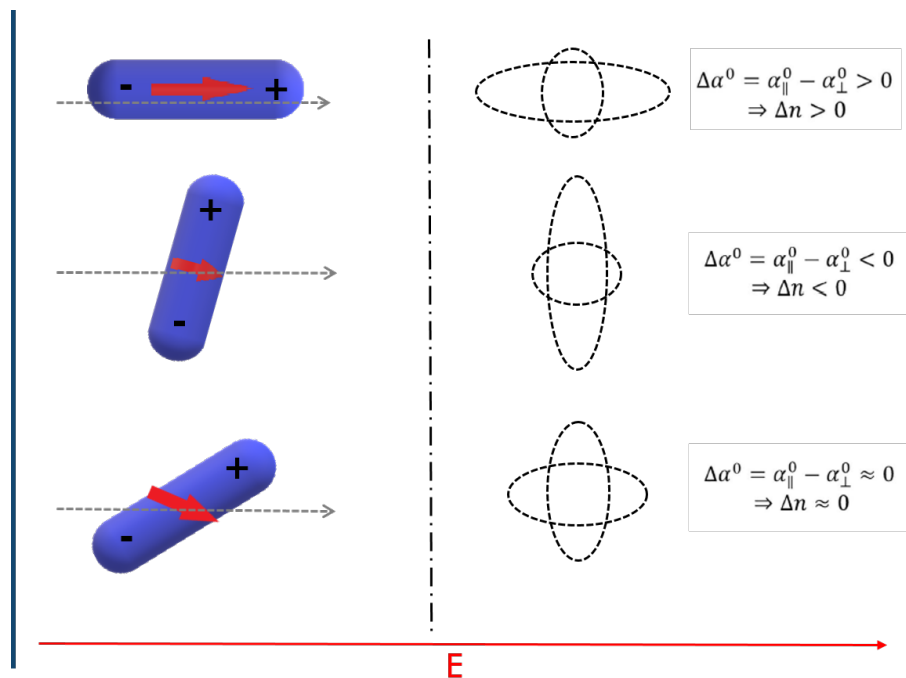 - +
Δα⁰ = α∥⁰ − α⊥⁰ > 0
⇒ Δn > 0
+
-
Δα⁰ = α∥⁰ − α⊥⁰ < 0
⇒ Δn < 0
+
-
Δα⁰ = α∥⁰ − α⊥⁰ ≈ 0
⇒ Δn ≈ 0
E